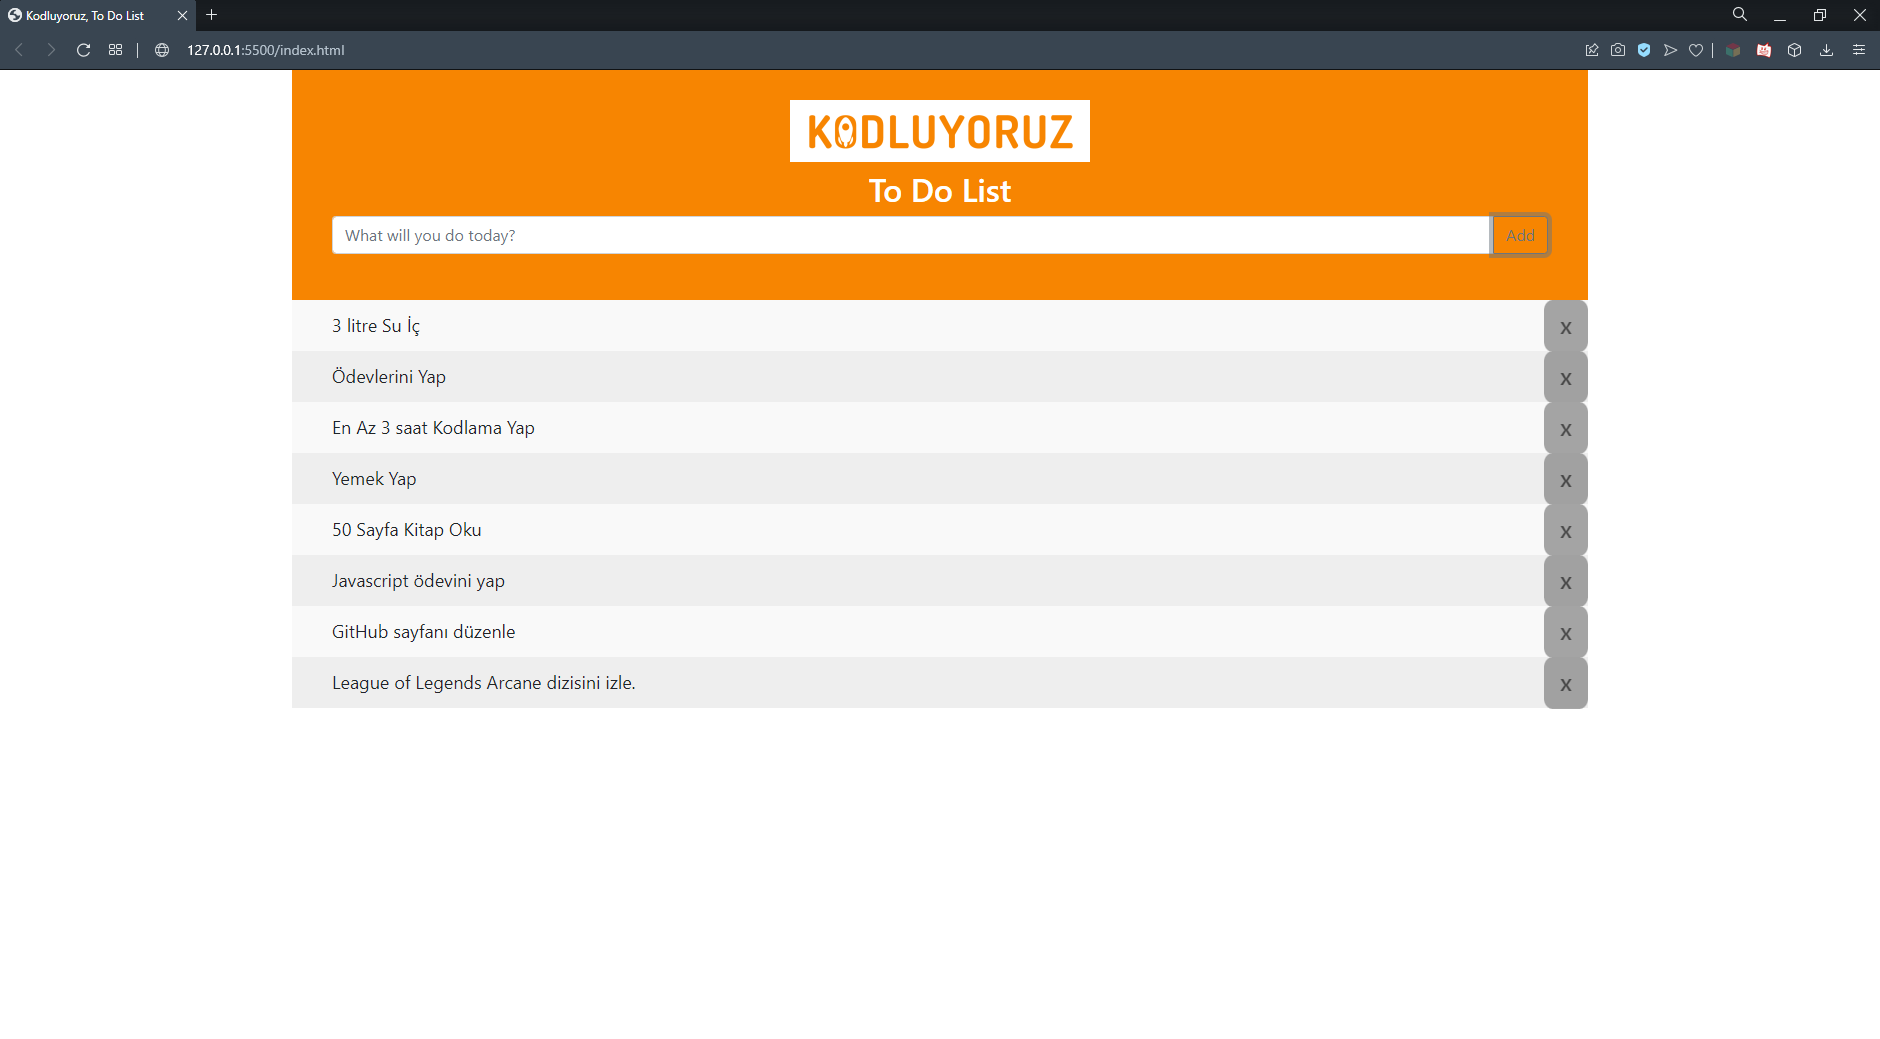 Kodluyoruz, To Do List
127.0.0.1:5500/index.html
KODLUYORUZ
To Do List
What will you do today?
Add
3 litre Su İç
X
Ödevlerini Yap
X
En Az 3 saat Kodlama Yap
X
Yemek Yap
X
50 Sayfa Kitap Oku
X
Javascript ödevini yap
X
GitHub sayfanı düzenle
X
League of Legends Arcane dizisini izle.
X